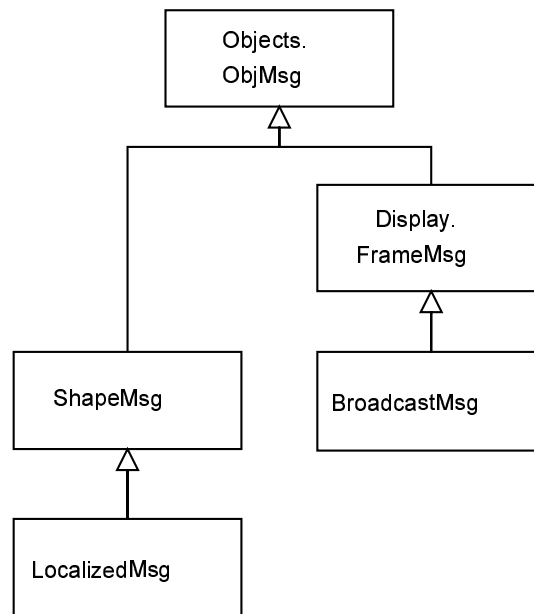 Objects.
ObjMsg
Display.
FrameMsg
ShapeMsg
BroadcastMsg
LocalizedMsg